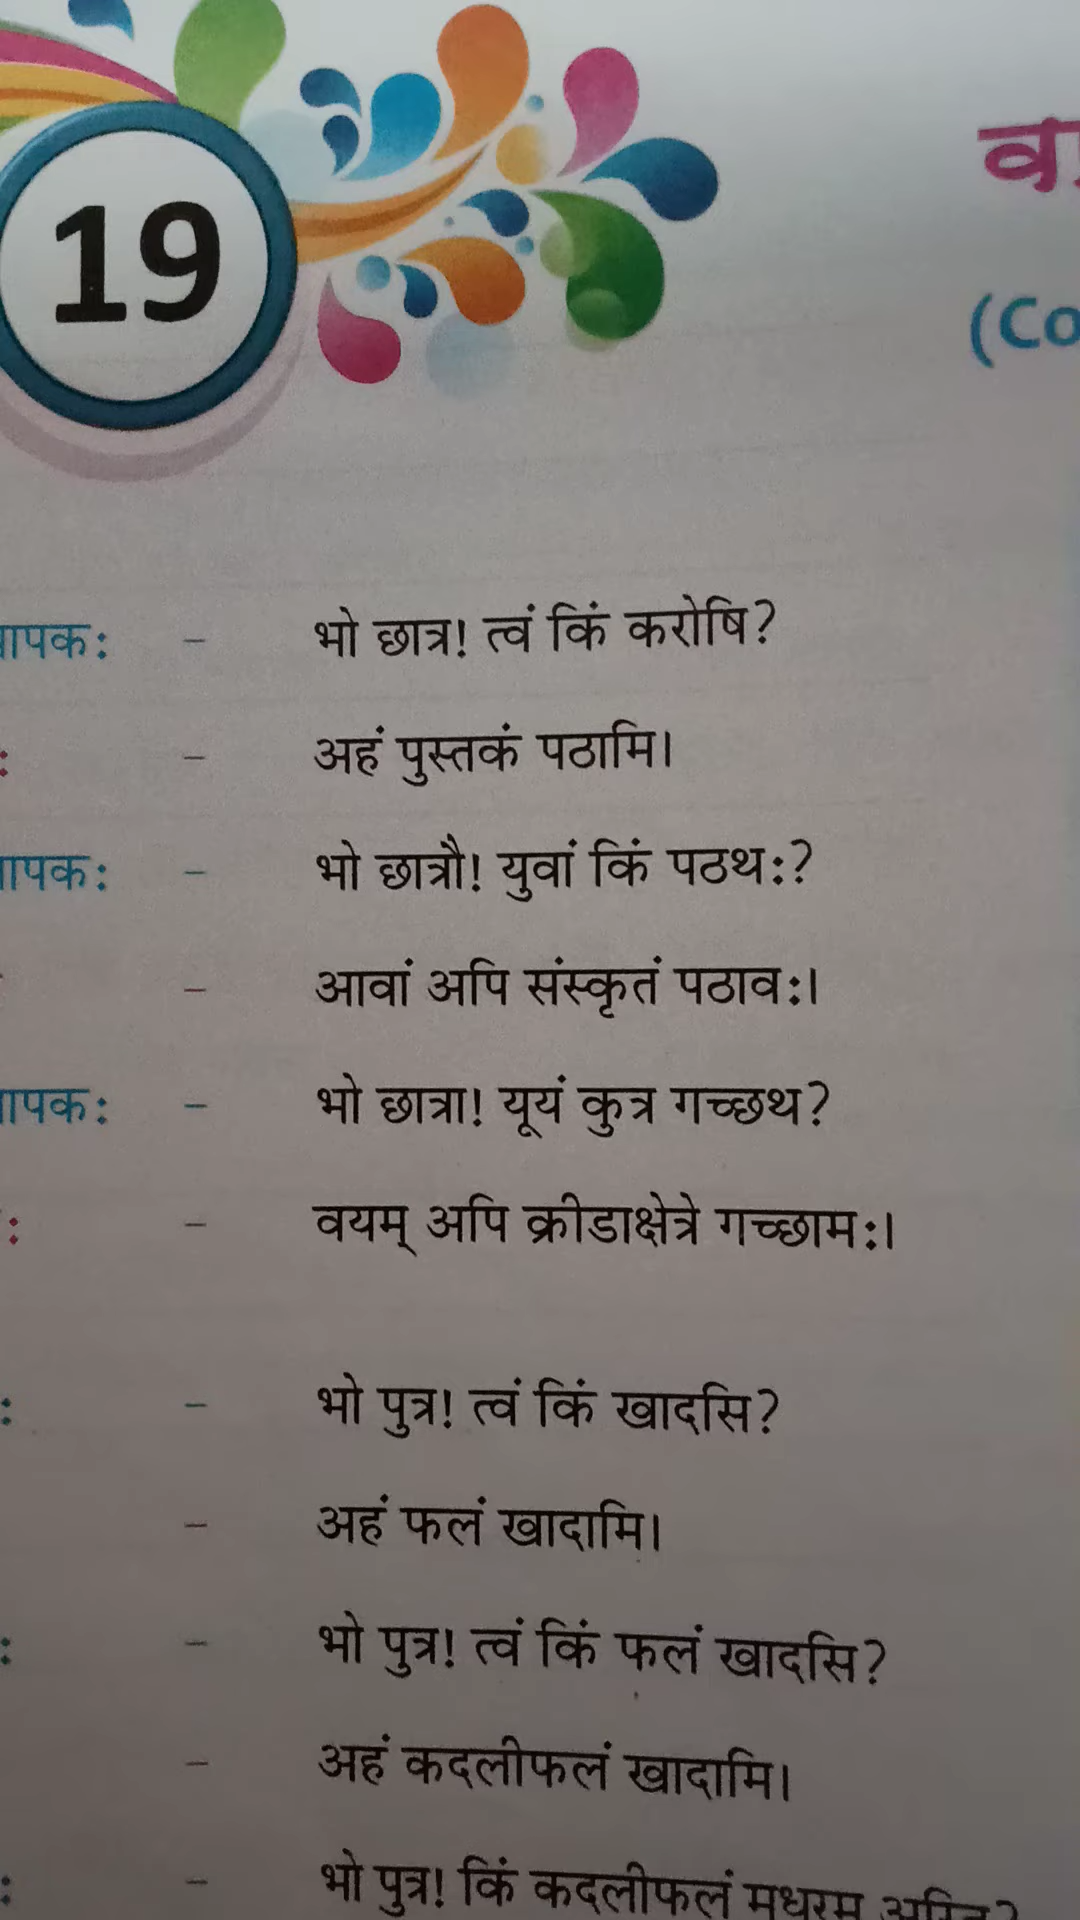 19
(Co
ापकः – भो छात्र! त्वं किं करोषि?
: – अहं पुस्तकं पठामि।
ापकः – भो छात्रौ! युवां किं पठथः?
– आवां अपि संस्कृतं पठावः।
ापकः – भो छात्रा! यूयं कुत्र गच्छथ?
: – वयम् अपि क्रीडाक्षेत्रे गच्छामः।
: – भो पुत्र! त्वं किं खादसि?
– अहं फलं खादामि।
: – भो पुत्र! त्वं किं फलं खादसि?
– अहं कदलीफलं खादामि।
: – भो पुत्र! किं कदलीफलं